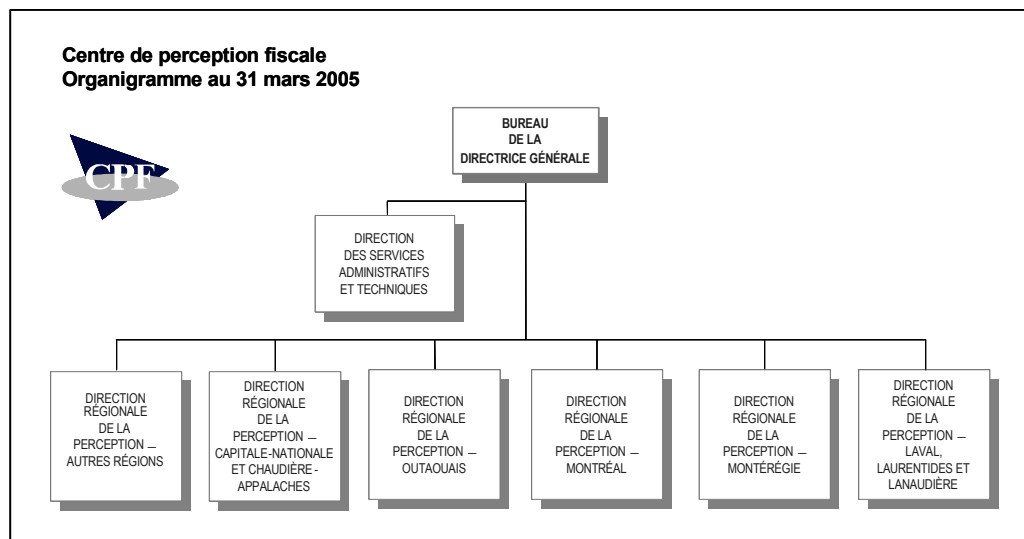 Centre de perception fiscale
Organigramme au 31 mars 2005
CPF
BUREAU
DE LA
DIRECTRICE GÉNÉRALE
DIRECTION
DES SERVICES
ADMINISTRATIFS
ET TECHNIQUES
DIRECTION
RÉGIONALE
DE LA
PERCEPTION —
AUTRES RÉGIONS
DIRECTION
RÉGIONALE
DE LA
PERCEPTION —
CAPITALE-NATIONALE
ET CHAUDIÈRE-
APPALACHES
DIRECTION
RÉGIONALE
DE LA
PERCEPTION —
OUTAOUAIS
DIRECTION
RÉGIONALE
DE LA
PERCEPTION —
MONTRÉAL
DIRECTION
RÉGIONALE
DE LA
PERCEPTION —
MONTÉRÉGIE
DIRECTION
RÉGIONALE
DE LA
PERCEPTION —
LAVAL,
LAURENTIDES ET
LANAUDIÈRE